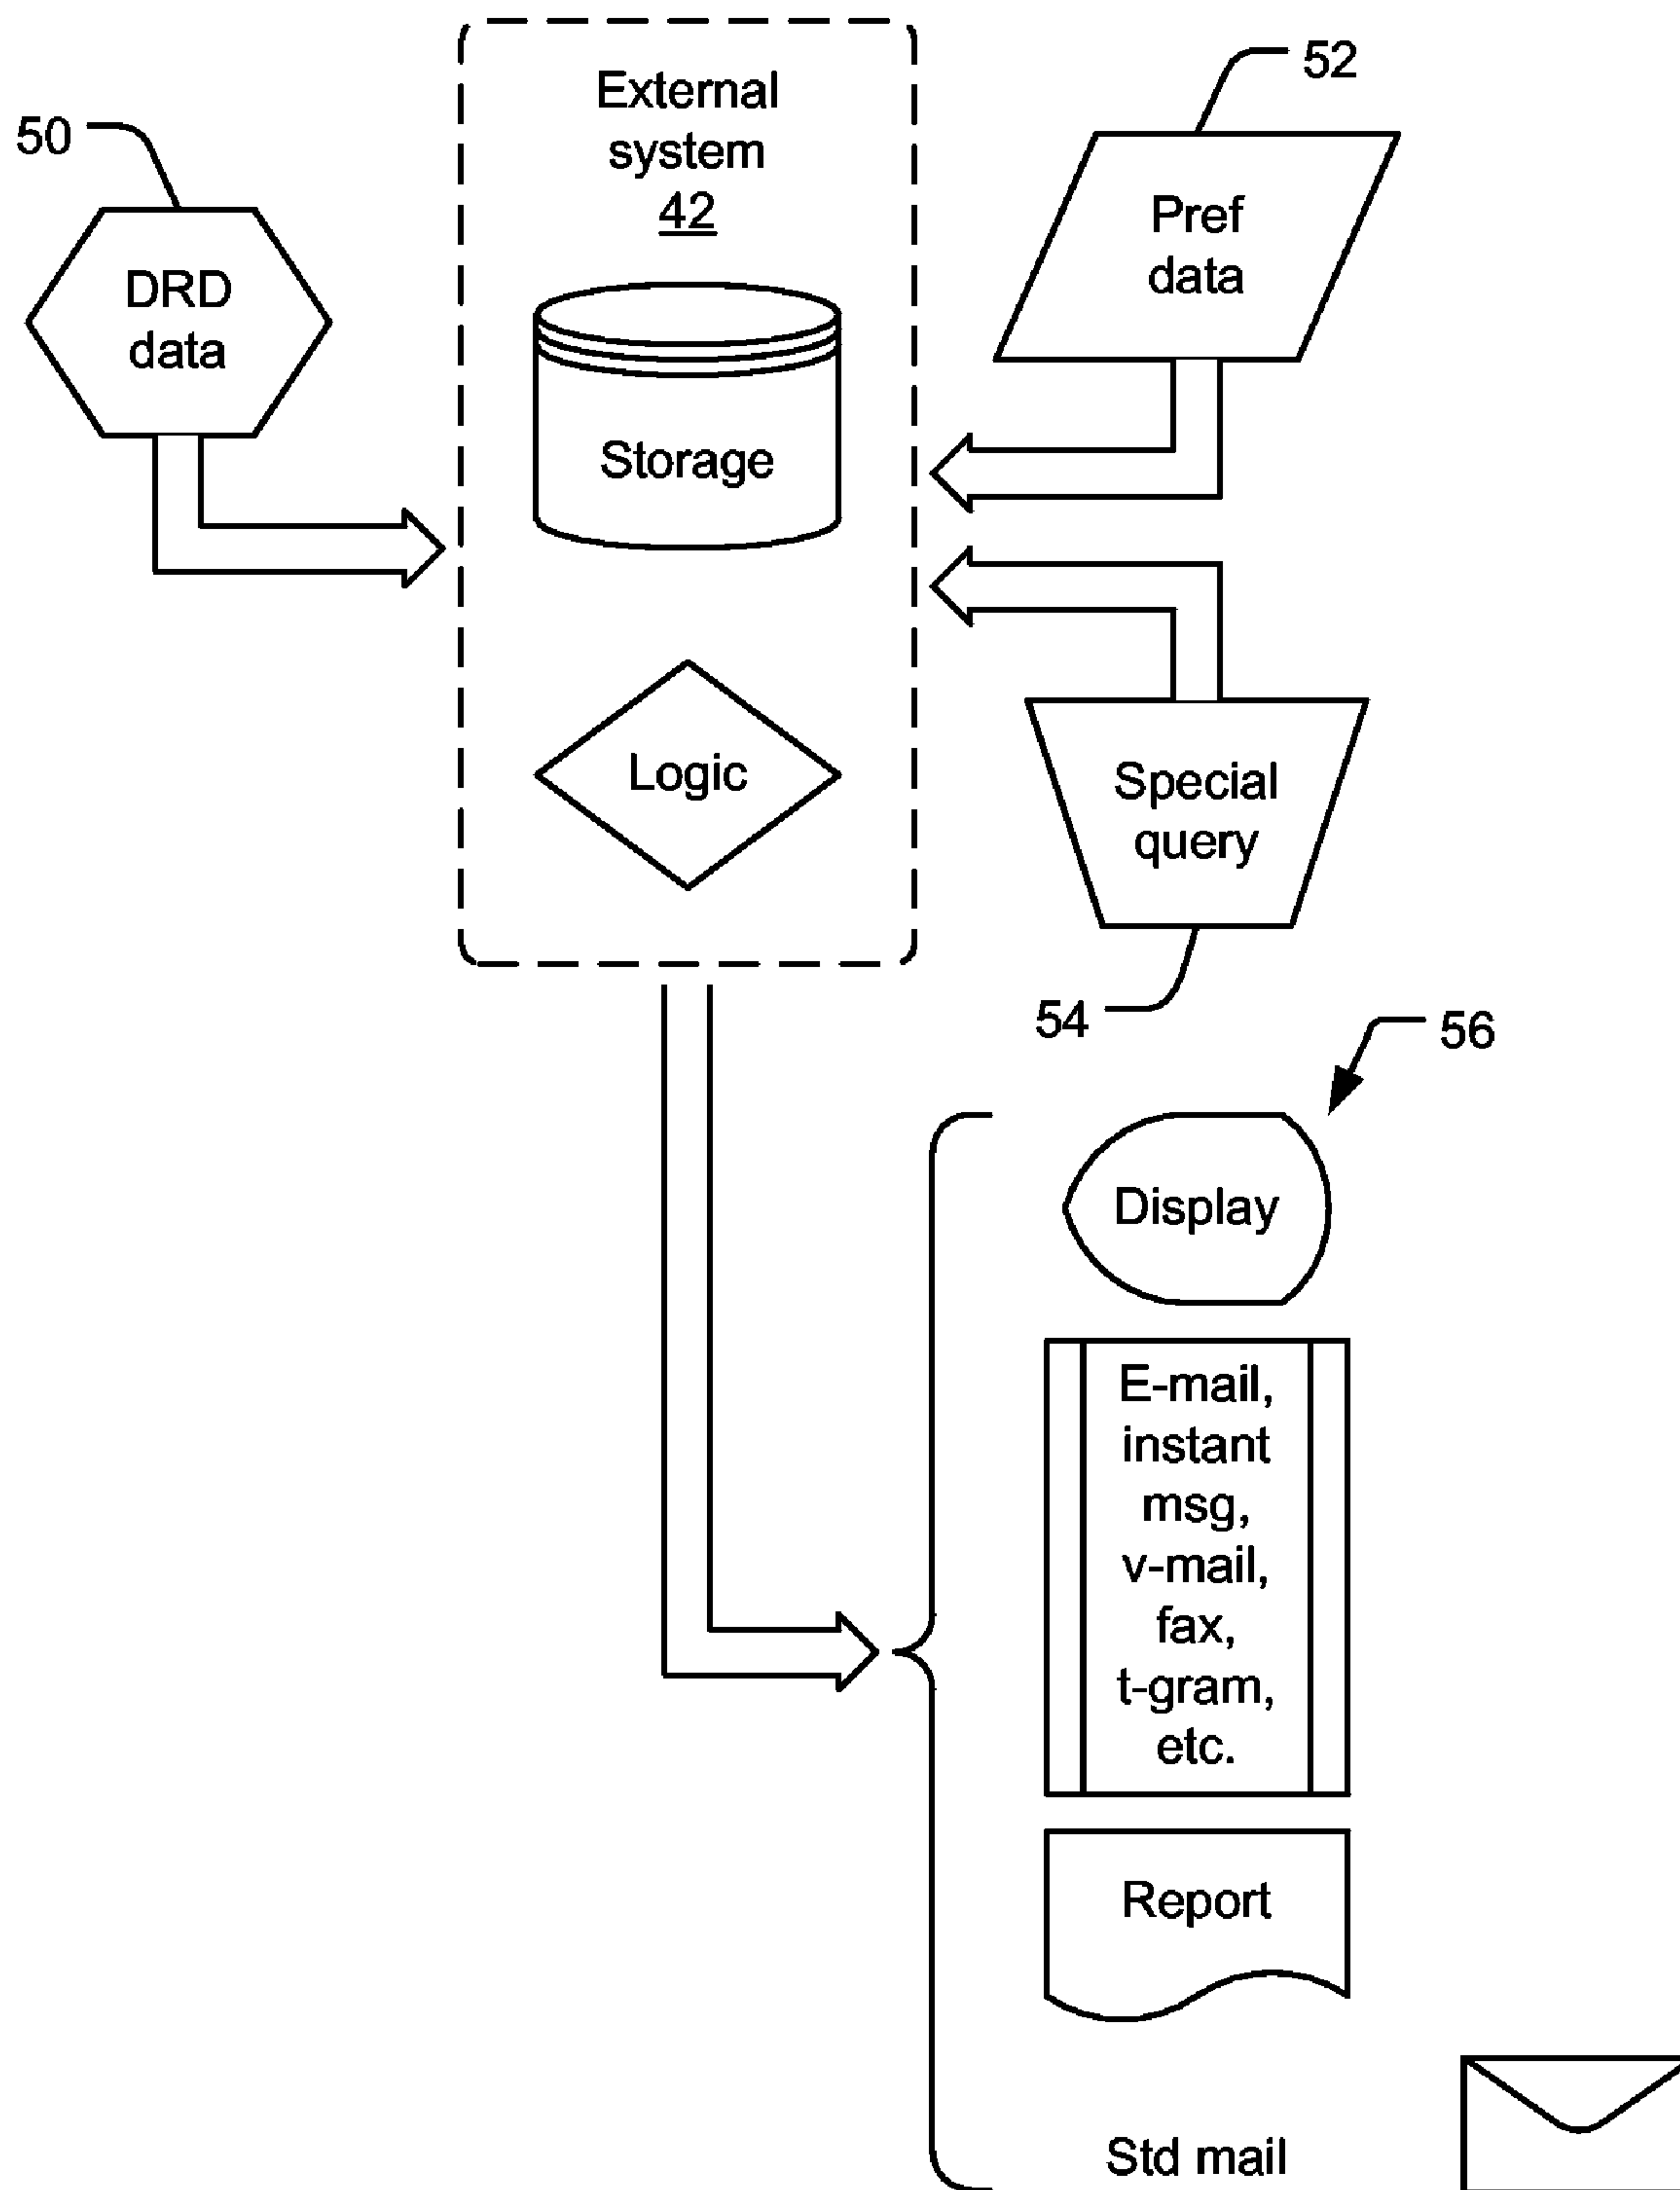 52
External
system
42
50
Pref
data
DRD
data
Storage
Logic
Special
query
54
56
Display
E-mail,
instant
msg,
v-mail,
fax,
t-gram,
etc.
Report
Std mail